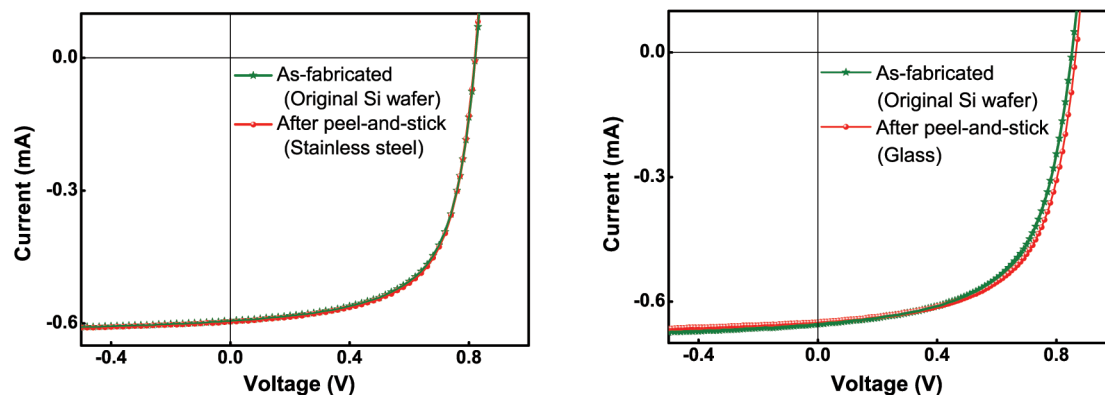 0.0
-0.3
-0.6
-0.4
0.0
0.4
0.8
Current (mA)
Voltage (V)
As-fabricated
(Original Si wafer)
After peel-and-stick
(Stainless steel)
0.0
-0.3
-0.6
-0.4
0.0
0.4
0.8
Current (mA)
Voltage (V)
As-fabricated
(Original Si wafer)
After peel-and-stick
(Glass)